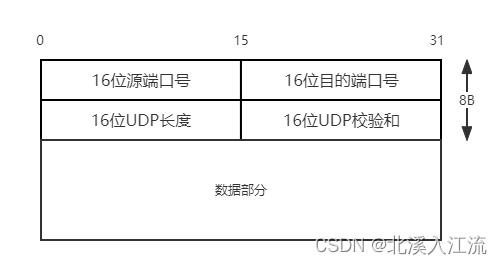 0 15 31
16位源端口号 16位目的端口号
8B
16位UDP长度 16位UDP校验和
数据部分
CSDN @北溪入江流